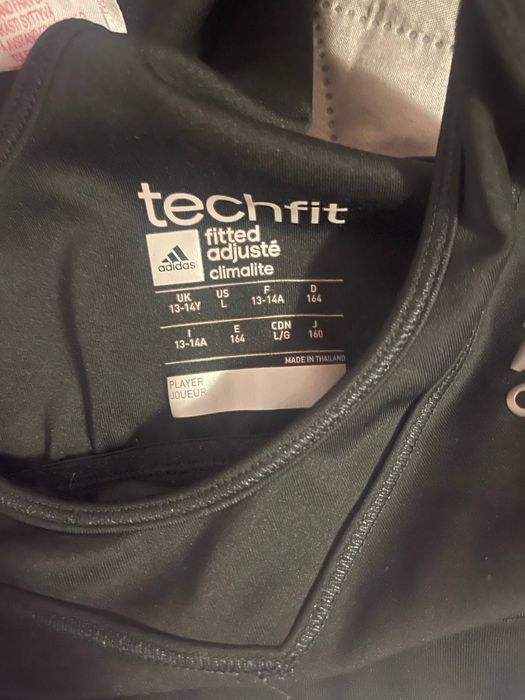 techfit
adidas
fitted
adjusté
climalite
UK US F D
13-14Y L 13-14A 164
I E CDN J
13-14A 164 L/G 160
MADE IN THAILAND
PLAYER
JOUEUR